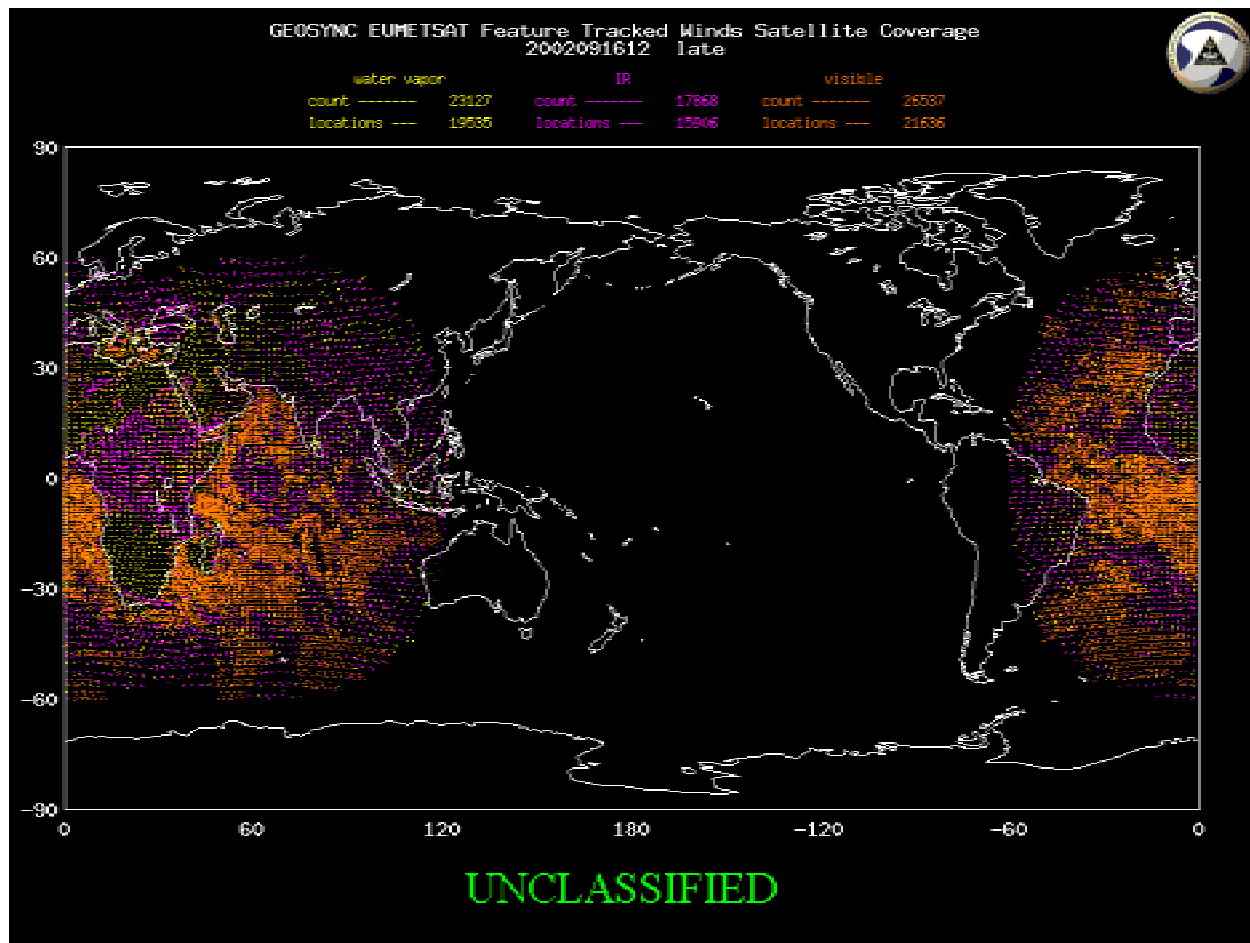 GEOSYNC EUMETSAT Feature Tracked Winds Satellite Coverage
2002091612 late
water vapor IR visible
count ------- 23127 count ------- 17868 count ------- 26537
locations --- 19535 locations --- 15906 locations --- 21636
90
60
30
0
-30
-60
-90
0 60 120 180 -120 -60 0
UNCLASSIFIED